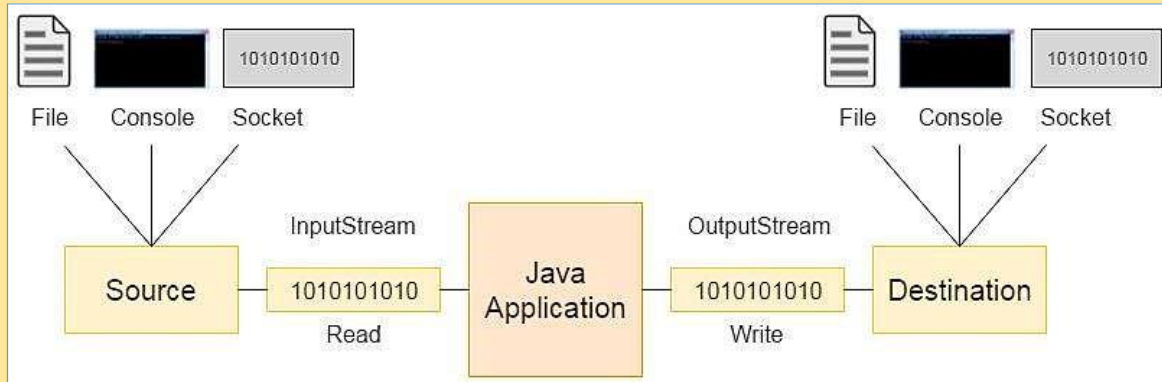 1010101010
File Console Socket
1010101010
File Console Socket
InputStream
OutputStream
Source
1010101010
Java
Application
1010101010
Destination
Read
Write